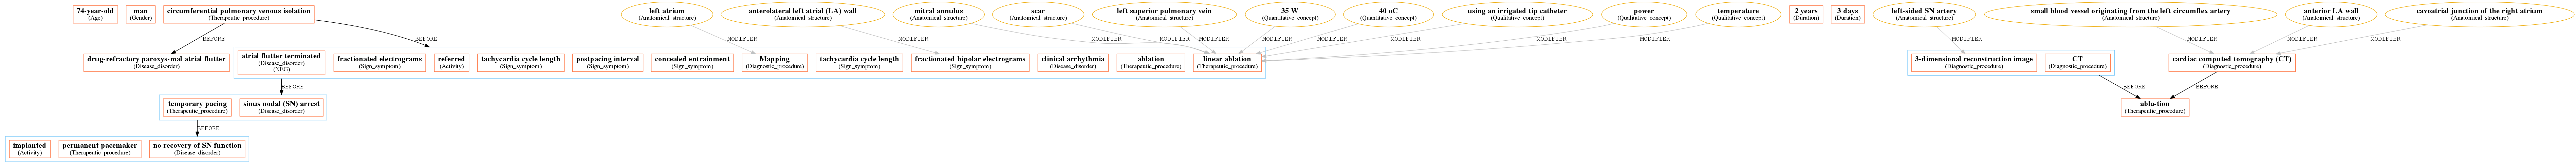 74-year-old
(Age)
man
(Gender)
circumferential pulmonary venous isolation
(Therapeutic_procedure)
left atrium
(Anatomical_structure)
anterolateral left atrial (LA) wall
(Anatomical_structure)
mitral annulus
(Anatomical_structure)
scar
(Anatomical_structure)
left superior pulmonary vein
(Anatomical_structure)
35 W
(Quantitative_concept)
40 oC
(Quantitative_concept)
using an irrigated tip catheter
(Qualitative_concept)
power
(Qualitative_concept)
temperature
(Qualitative_concept)
2 years
(Duration)
3 days
(Duration)
left-sided SN artery
(Anatomical_structure)
small blood vessel originating from the left circumflex artery
(Anatomical_structure)
anterior LA wall
(Anatomical_structure)
cavoatrial junction of the right atrium
(Anatomical_structure)
BEFORE
BEFORE
MODIFIER
MODIFIER
MODIFIER
MODIFIER
MODIFIER
MODIFIER
MODIFIER
MODIFIER
MODIFIER
MODIFIER
MODIFIER
MODIFIER
MODIFIER
MODIFIER
drug-refractory paroxys-mal atrial flutter
(Disease_disorder)
atrial flutter terminated
(Disease_disorder)
(NEG)
fractionated electrograms
(Sign_symptom)
referred
(Activity)
tachycardia cycle length
(Sign_symptom)
postpacing interval
(Sign_symptom)
concealed entrainment
(Sign_symptom)
Mapping
(Diagnostic_procedure)
tachycardia cycle length
(Sign_symptom)
fractionated bipolar electrograms
(Sign_symptom)
clinical arrhythmia
(Disease_disorder)
ablation
(Therapeutic_procedure)
linear ablation
(Therapeutic_procedure)
3-dimensional reconstruction image
(Diagnostic_procedure)
CT
(Diagnostic_procedure)
cardiac computed tomography (CT)
(Diagnostic_procedure)
BEFORE
BEFORE
BEFORE
temporary pacing
(Therapeutic_procedure)
sinus nodal (SN) arrest
(Disease_disorder)
abla-tion
(Therapeutic_procedure)
BEFORE
implanted
(Activity)
permanent pacemaker
(Therapeutic_procedure)
no recovery of SN function
(Disease_disorder)